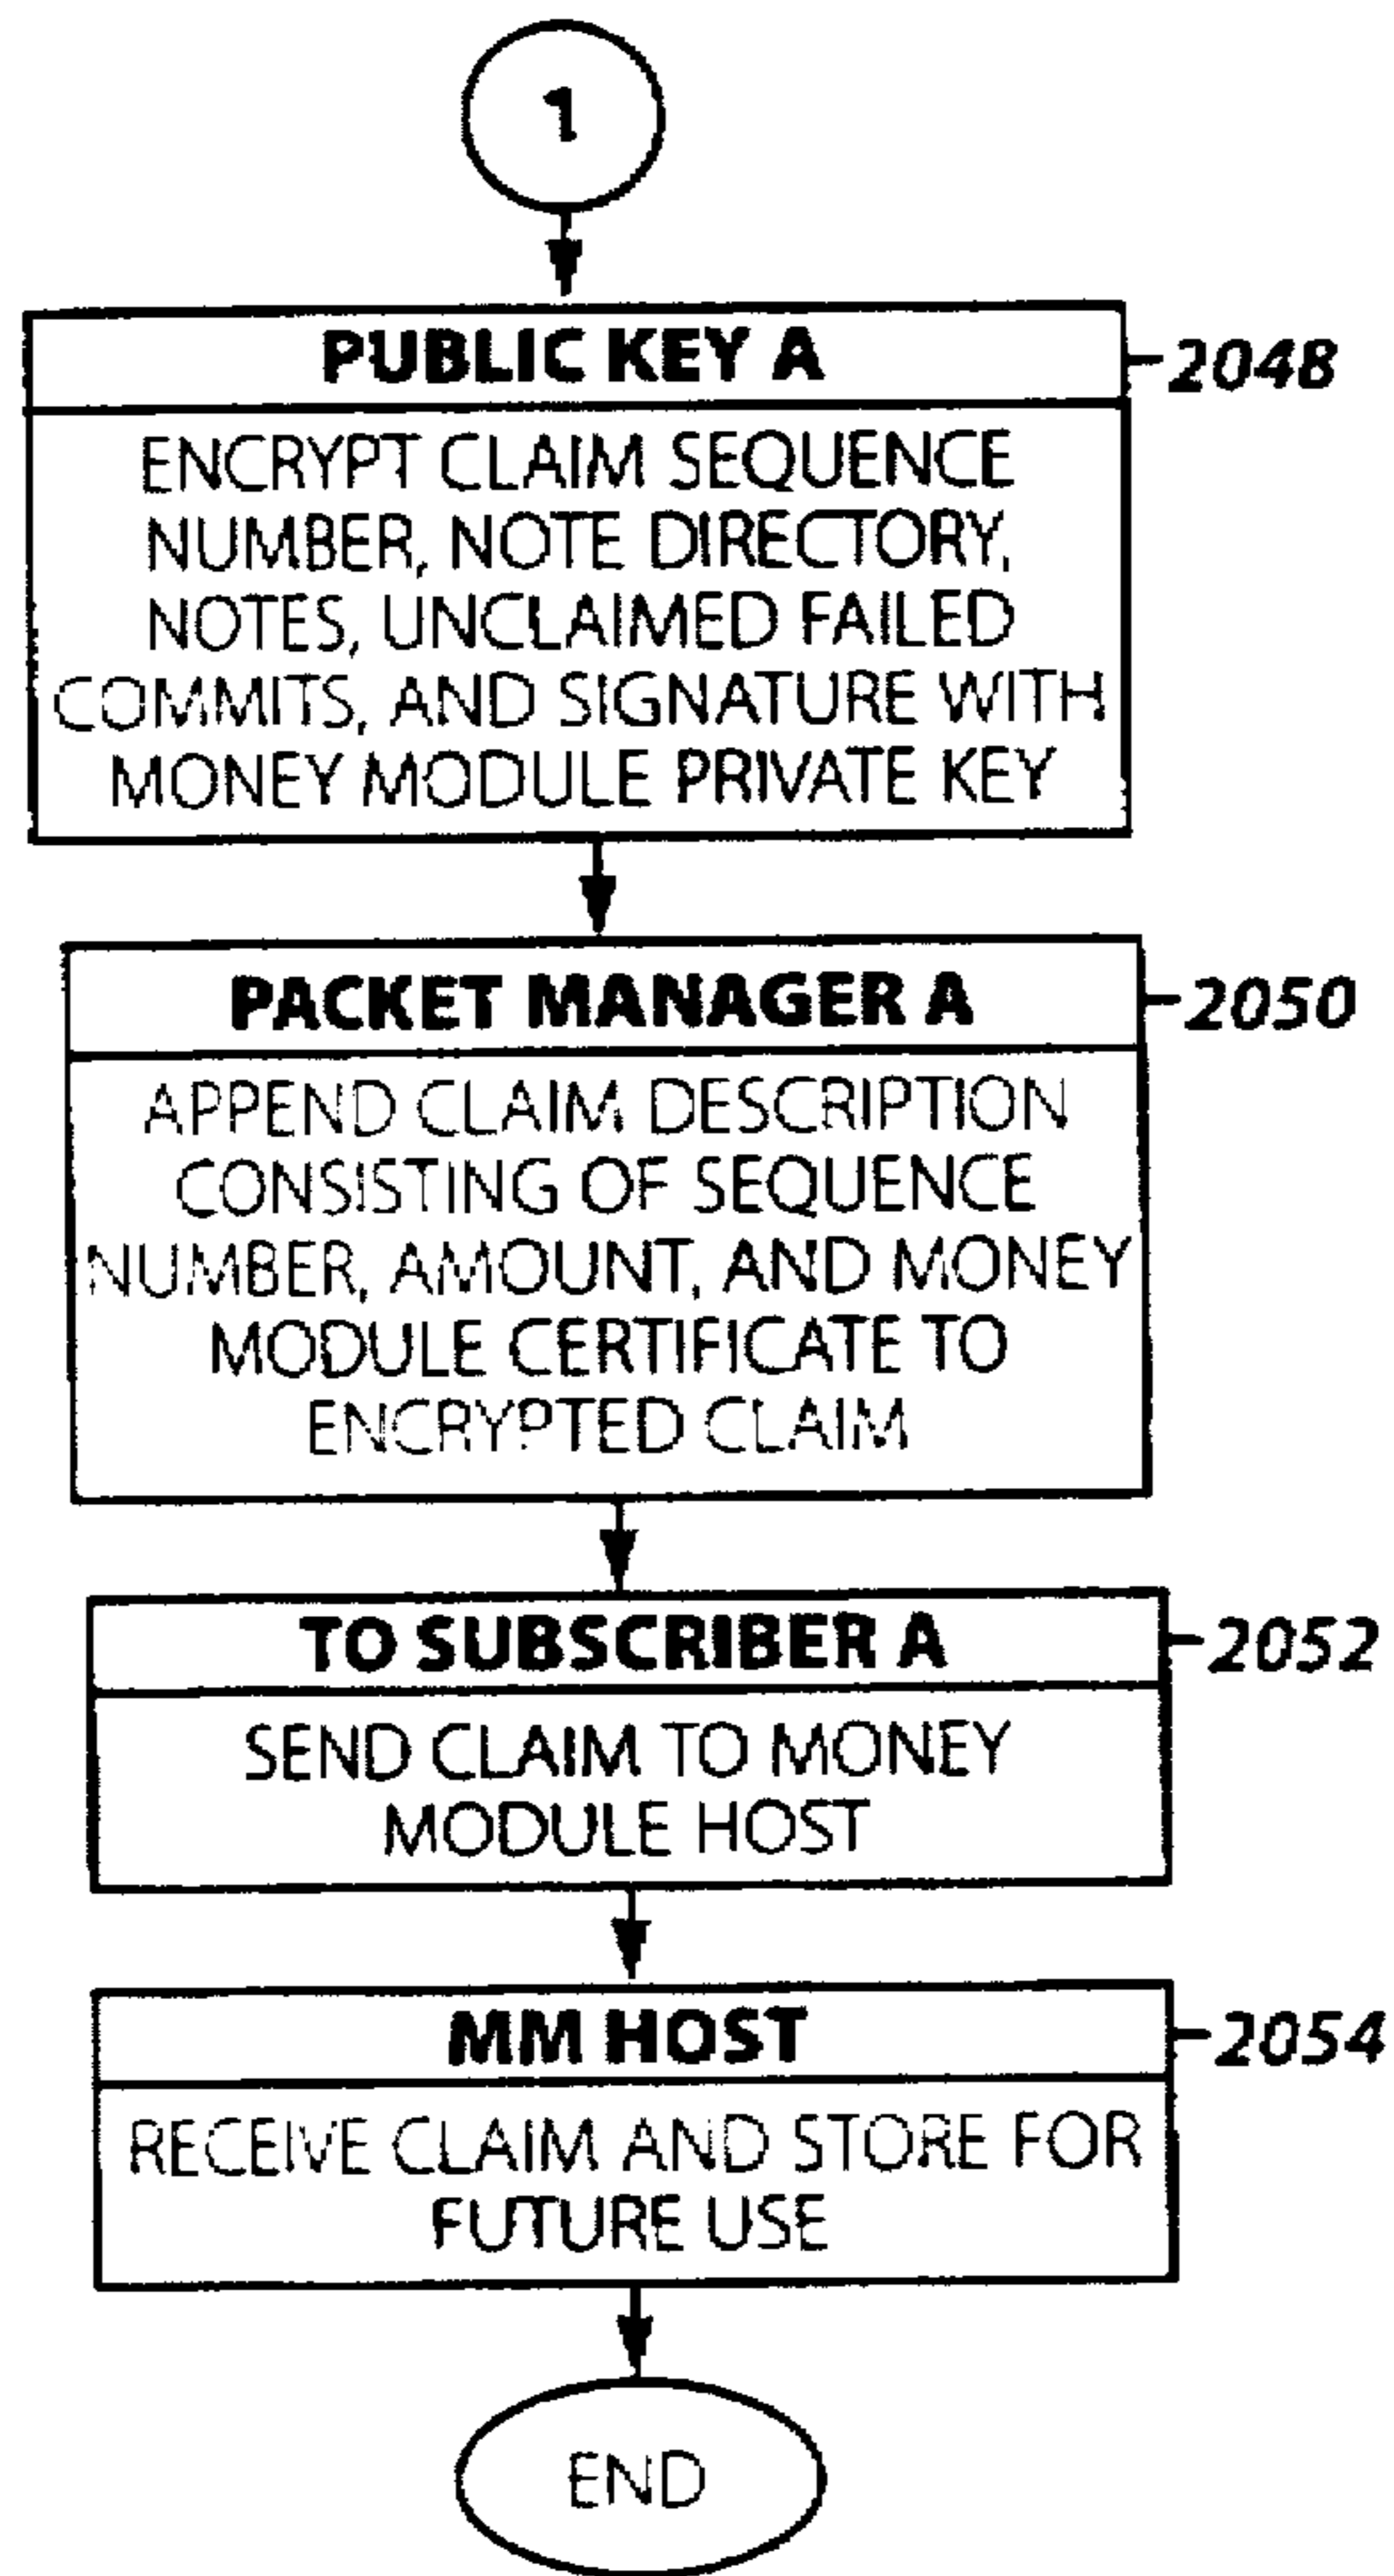 1
PUBLIC KEY A
2048
ENCRYPT CLAIM SEQUENCE
NUMBER, NOTE DIRECTORY,
NOTES, UNCLAIMED FAILED
COMMITS, AND SIGNATURE WITH
MONEY MODULE PRIVATE KEY
PACKET MANAGER A
2050
APPEND CLAIM DESCRIPTION
CONSISTING OF SEQUENCE
NUMBER, AMOUNT, AND MONEY
MODULE CERTIFICATE TO
ENCRYPTED CLAIM
TO SUBSCRIBER A
2052
SEND CLAIM TO MONEY
MODULE HOST
MM HOST
2054
RECEIVE CLAIM AND STORE FOR
FUTURE USE
END